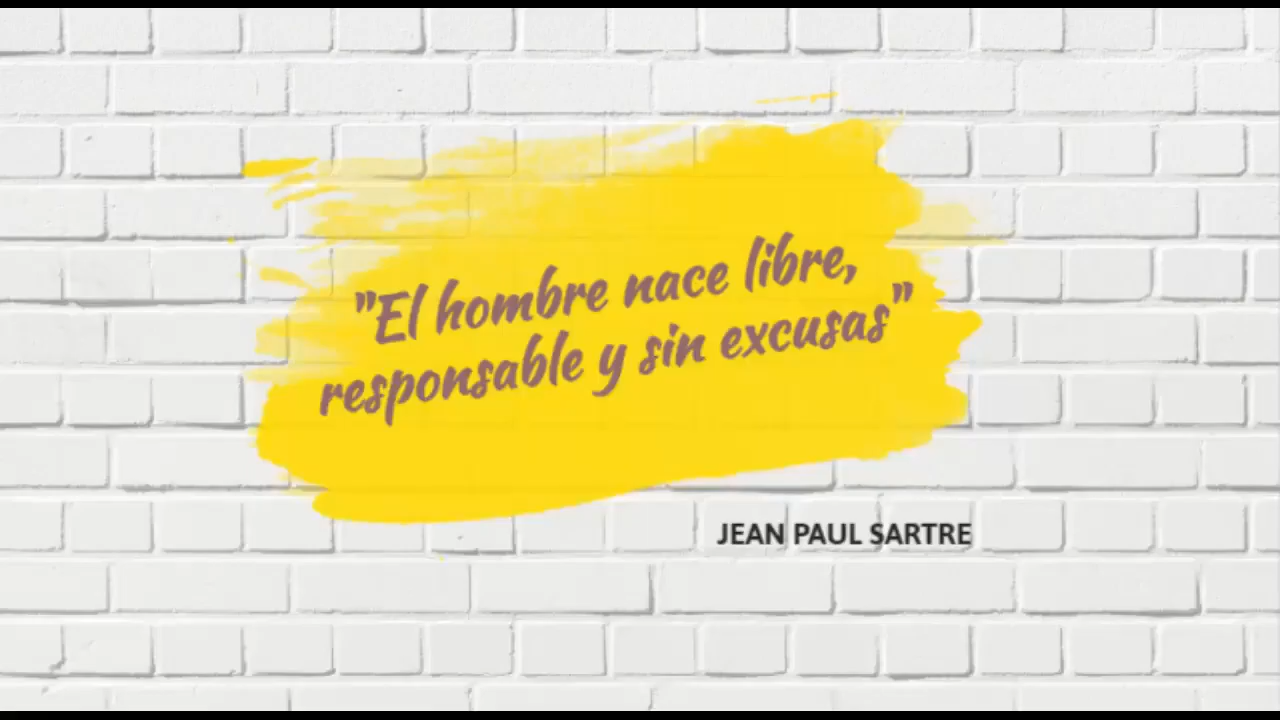 "El hombre nace libre,
responsable y sin excusas"
JEAN PAUL SARTRE